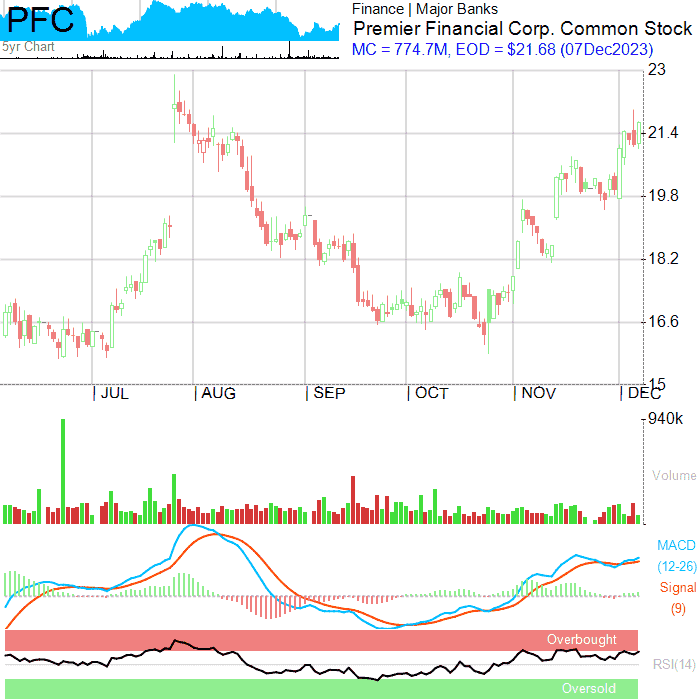 PFC
5yr Chart
Finance | Major Banks
Premier Financial Corp. Common Stock
MC = 774.7M, EOD = $21.68 (07Dec2023)
23
21.4
19.8
18.2
16.6
15
JUL AUG SEP OCT NOV DEC
940k
Volume
MACD
(12-26)
Signal
(9)
Overbought
RSI(14)
Oversold